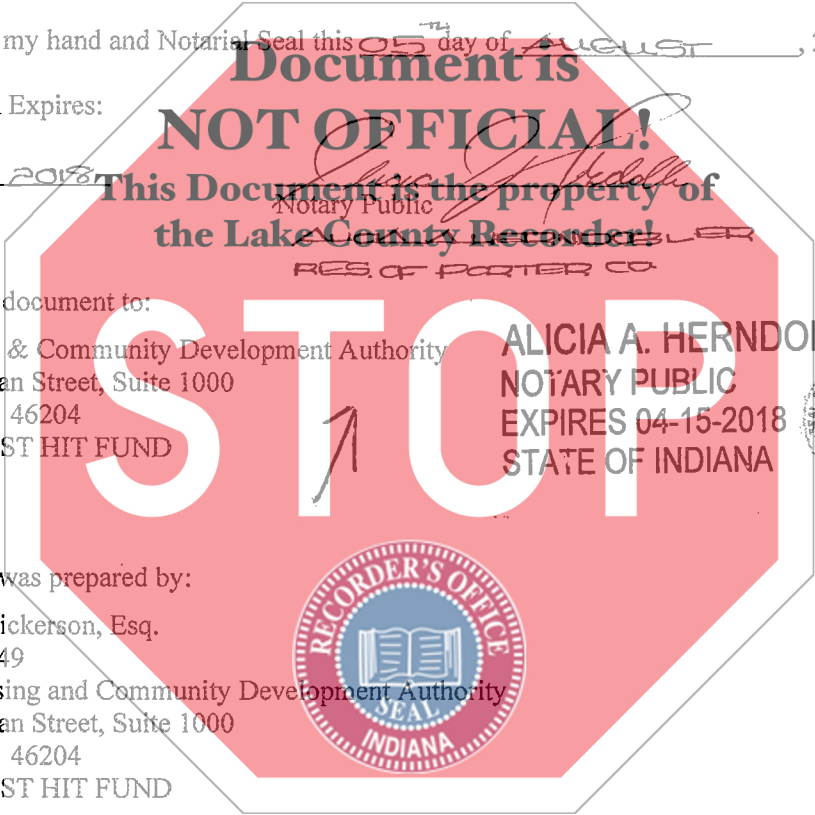 my hand and Notarial Seal this 05 th day of AUGUST
Document is
Expires:
NOT OFFICIAL!
2018
This Document is the property of
Notary Public
the Lake County Recorder!
RES. OF PORTER CO.
document to:
& Community Development Authority
an Street, Suite 1000
46204
ST HIT FUND
ALICIA A. HERNDO
NOTARY PUBLIC
EXPIRES 04-15-2018
STATE OF INDIANA
STOP
was prepared by:
ickerson, Esq.
49
sing and Community Development Authority
an Street, Suite 1000
46204
ST HIT FUND
RECORDER'S OFFICE
SEAL
INDIANA